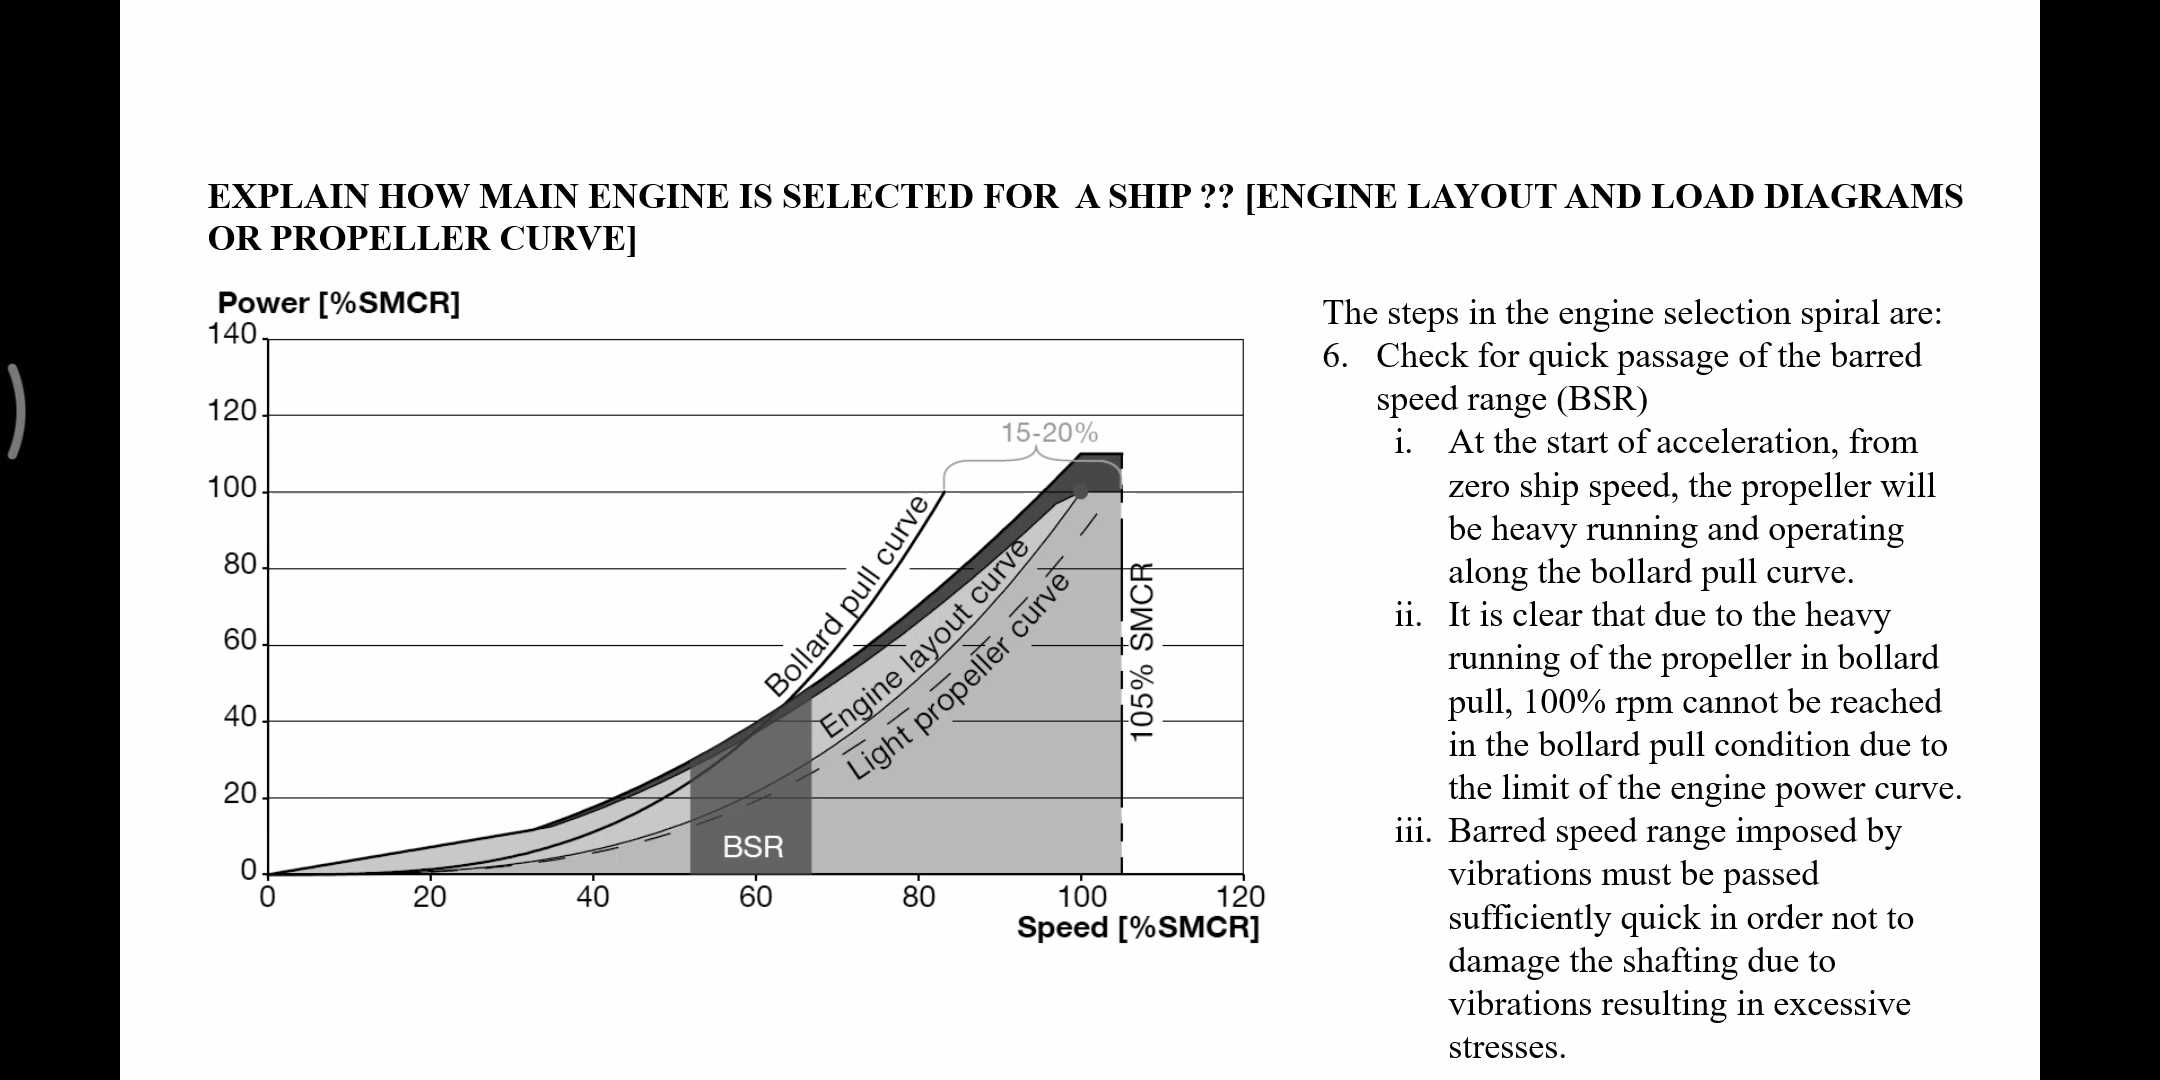 EXPLAIN HOW MAIN ENGINE IS SELECTED FOR A SHIP ?? [ENGINE LAYOUT AND LOAD DIAGRAMS
OR PROPELLER CURVE]
Power [%SMCR]
140
120
100
80
60
40
20
0
15-20%
Bollard pull curve
Engine layout curve
Light propeller curve
105% SMCR
BSR
0 20 40 60 80 100 120
Speed [%SMCR]
The steps in the engine selection spiral are:
6. Check for quick passage of the barred
speed range (BSR)
i. At the start of acceleration, from
zero ship speed, the propeller will
be heavy running and operating
along the bollard pull curve.
ii. It is clear that due to the heavy
running of the propeller in bollard
pull, 100% rpm cannot be reached
in the bollard pull condition due to
the limit of the engine power curve.
iii. Barred speed range imposed by
vibrations must be passed
sufficiently quick in order not to
damage the shafting due to
vibrations resulting in excessive
stresses.